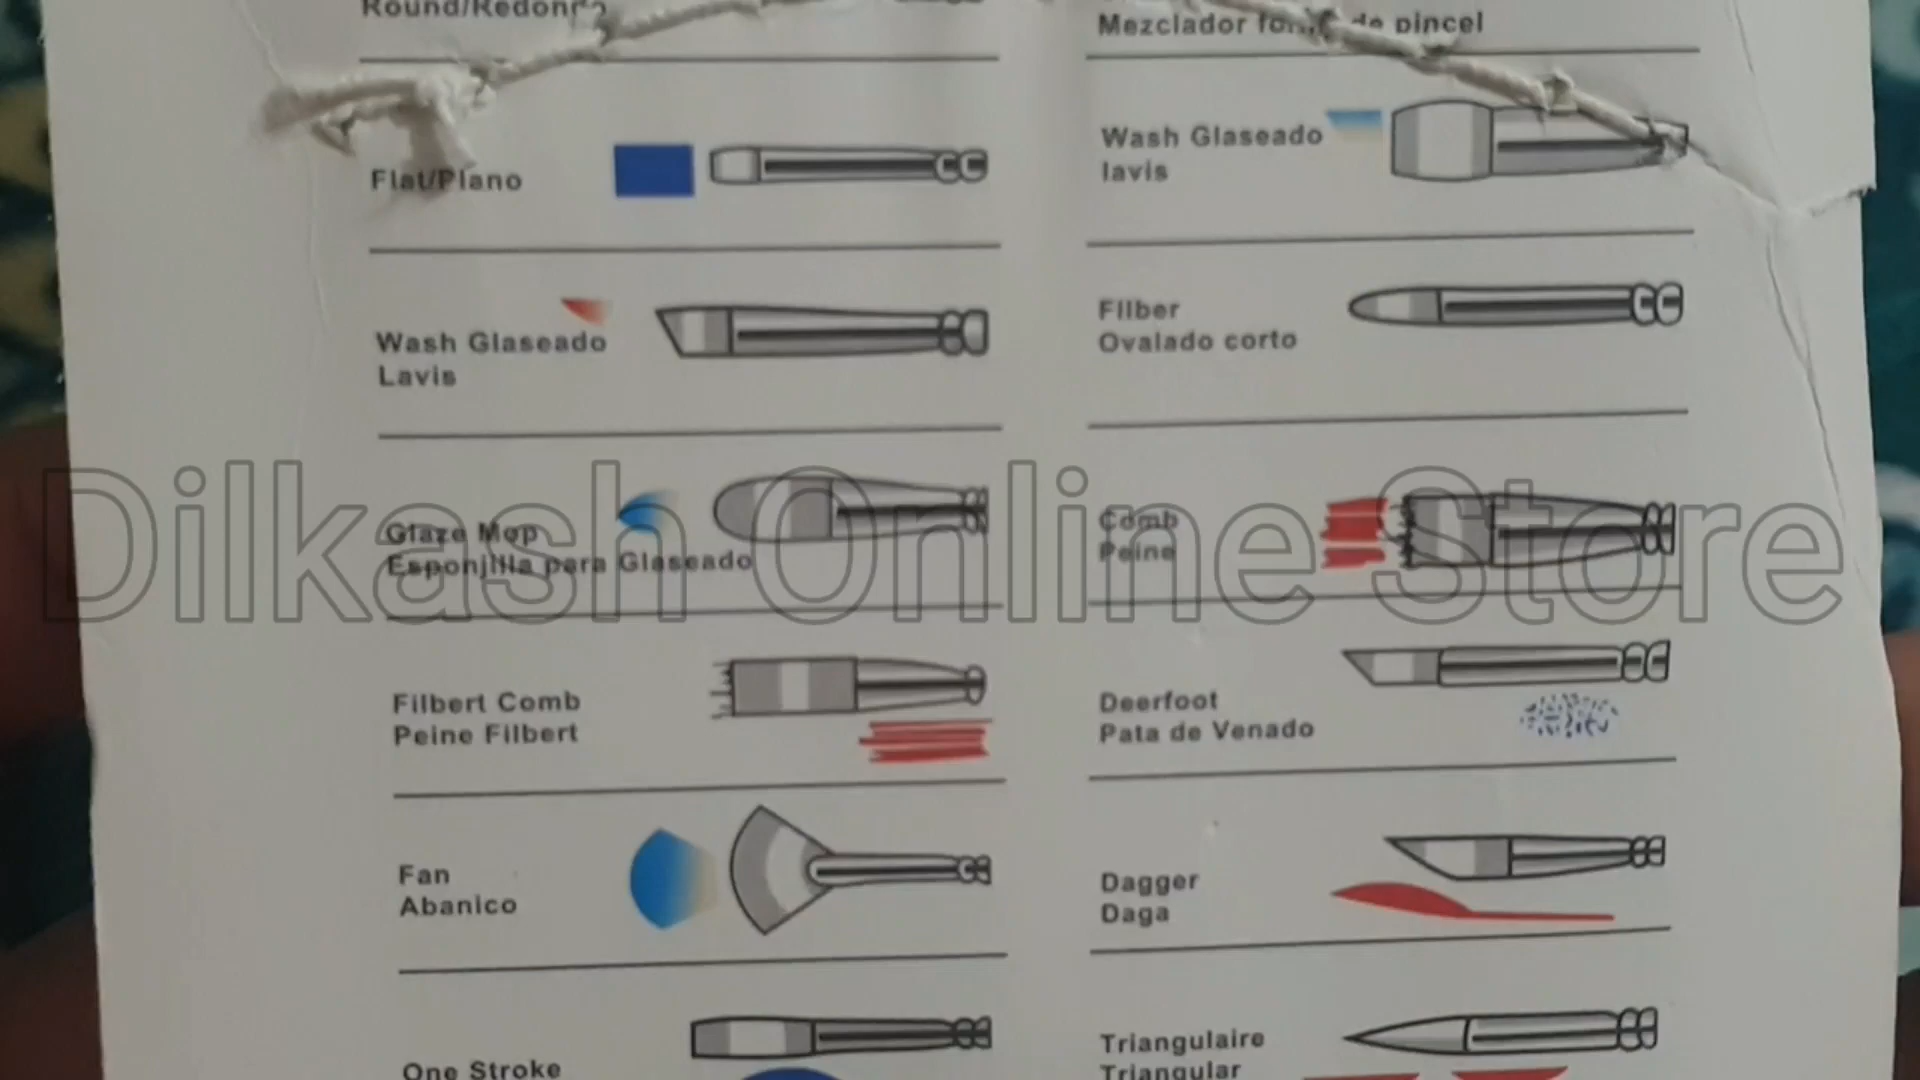 Round/Redondo
Flat/Plano
Wash Glaseado
Lavis
Glaze Mop
Esponjilla para Glaseado
Filbert Comb
Peine Filbert
Fan
Abanico
One Stroke
Mezclador de pincel
Wash Glaseado
lavis
Filber
Ovalado corto
Comb
Peine
Deerfoot
Pata de Venado
Dagger
Daga
Triangulaire
Triangular
Dilkash Online Store